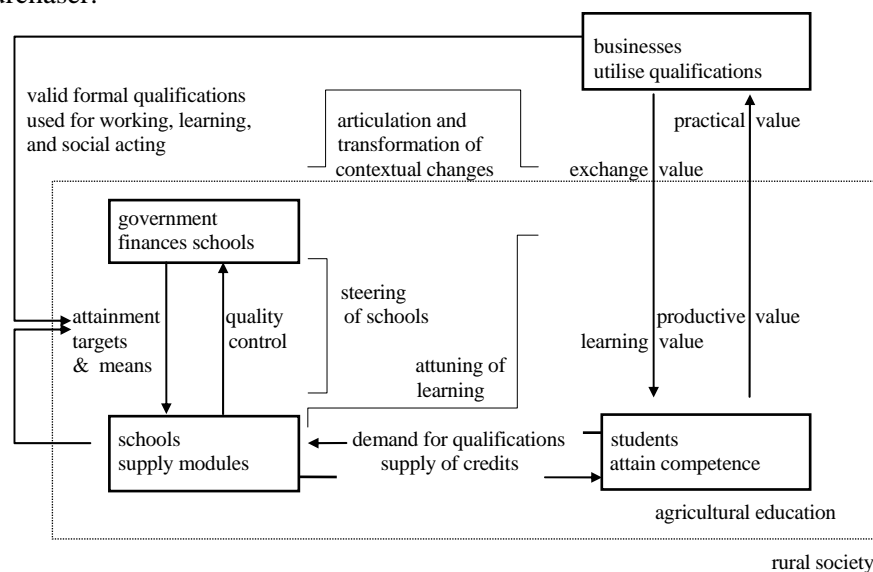 businesses
utilise qualifications
valid formal qualifications
used for working, learning,
and social acting
articulation and
transformation of
contextual changes
practical value
exchange value
government
finances schools
steering
of schools
attainment
targets
& means
quality
control
productive value
learning value
attuning of
learning
schools
supply modules
demand for qualifications
supply of credits
students
attain competence
agricultural education
rural society